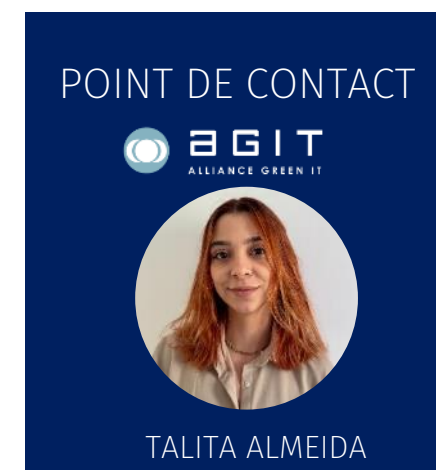 POINT DE CONTACT
AGIT
ALLIANCE GREEN IT
TALITA ALMEIDA